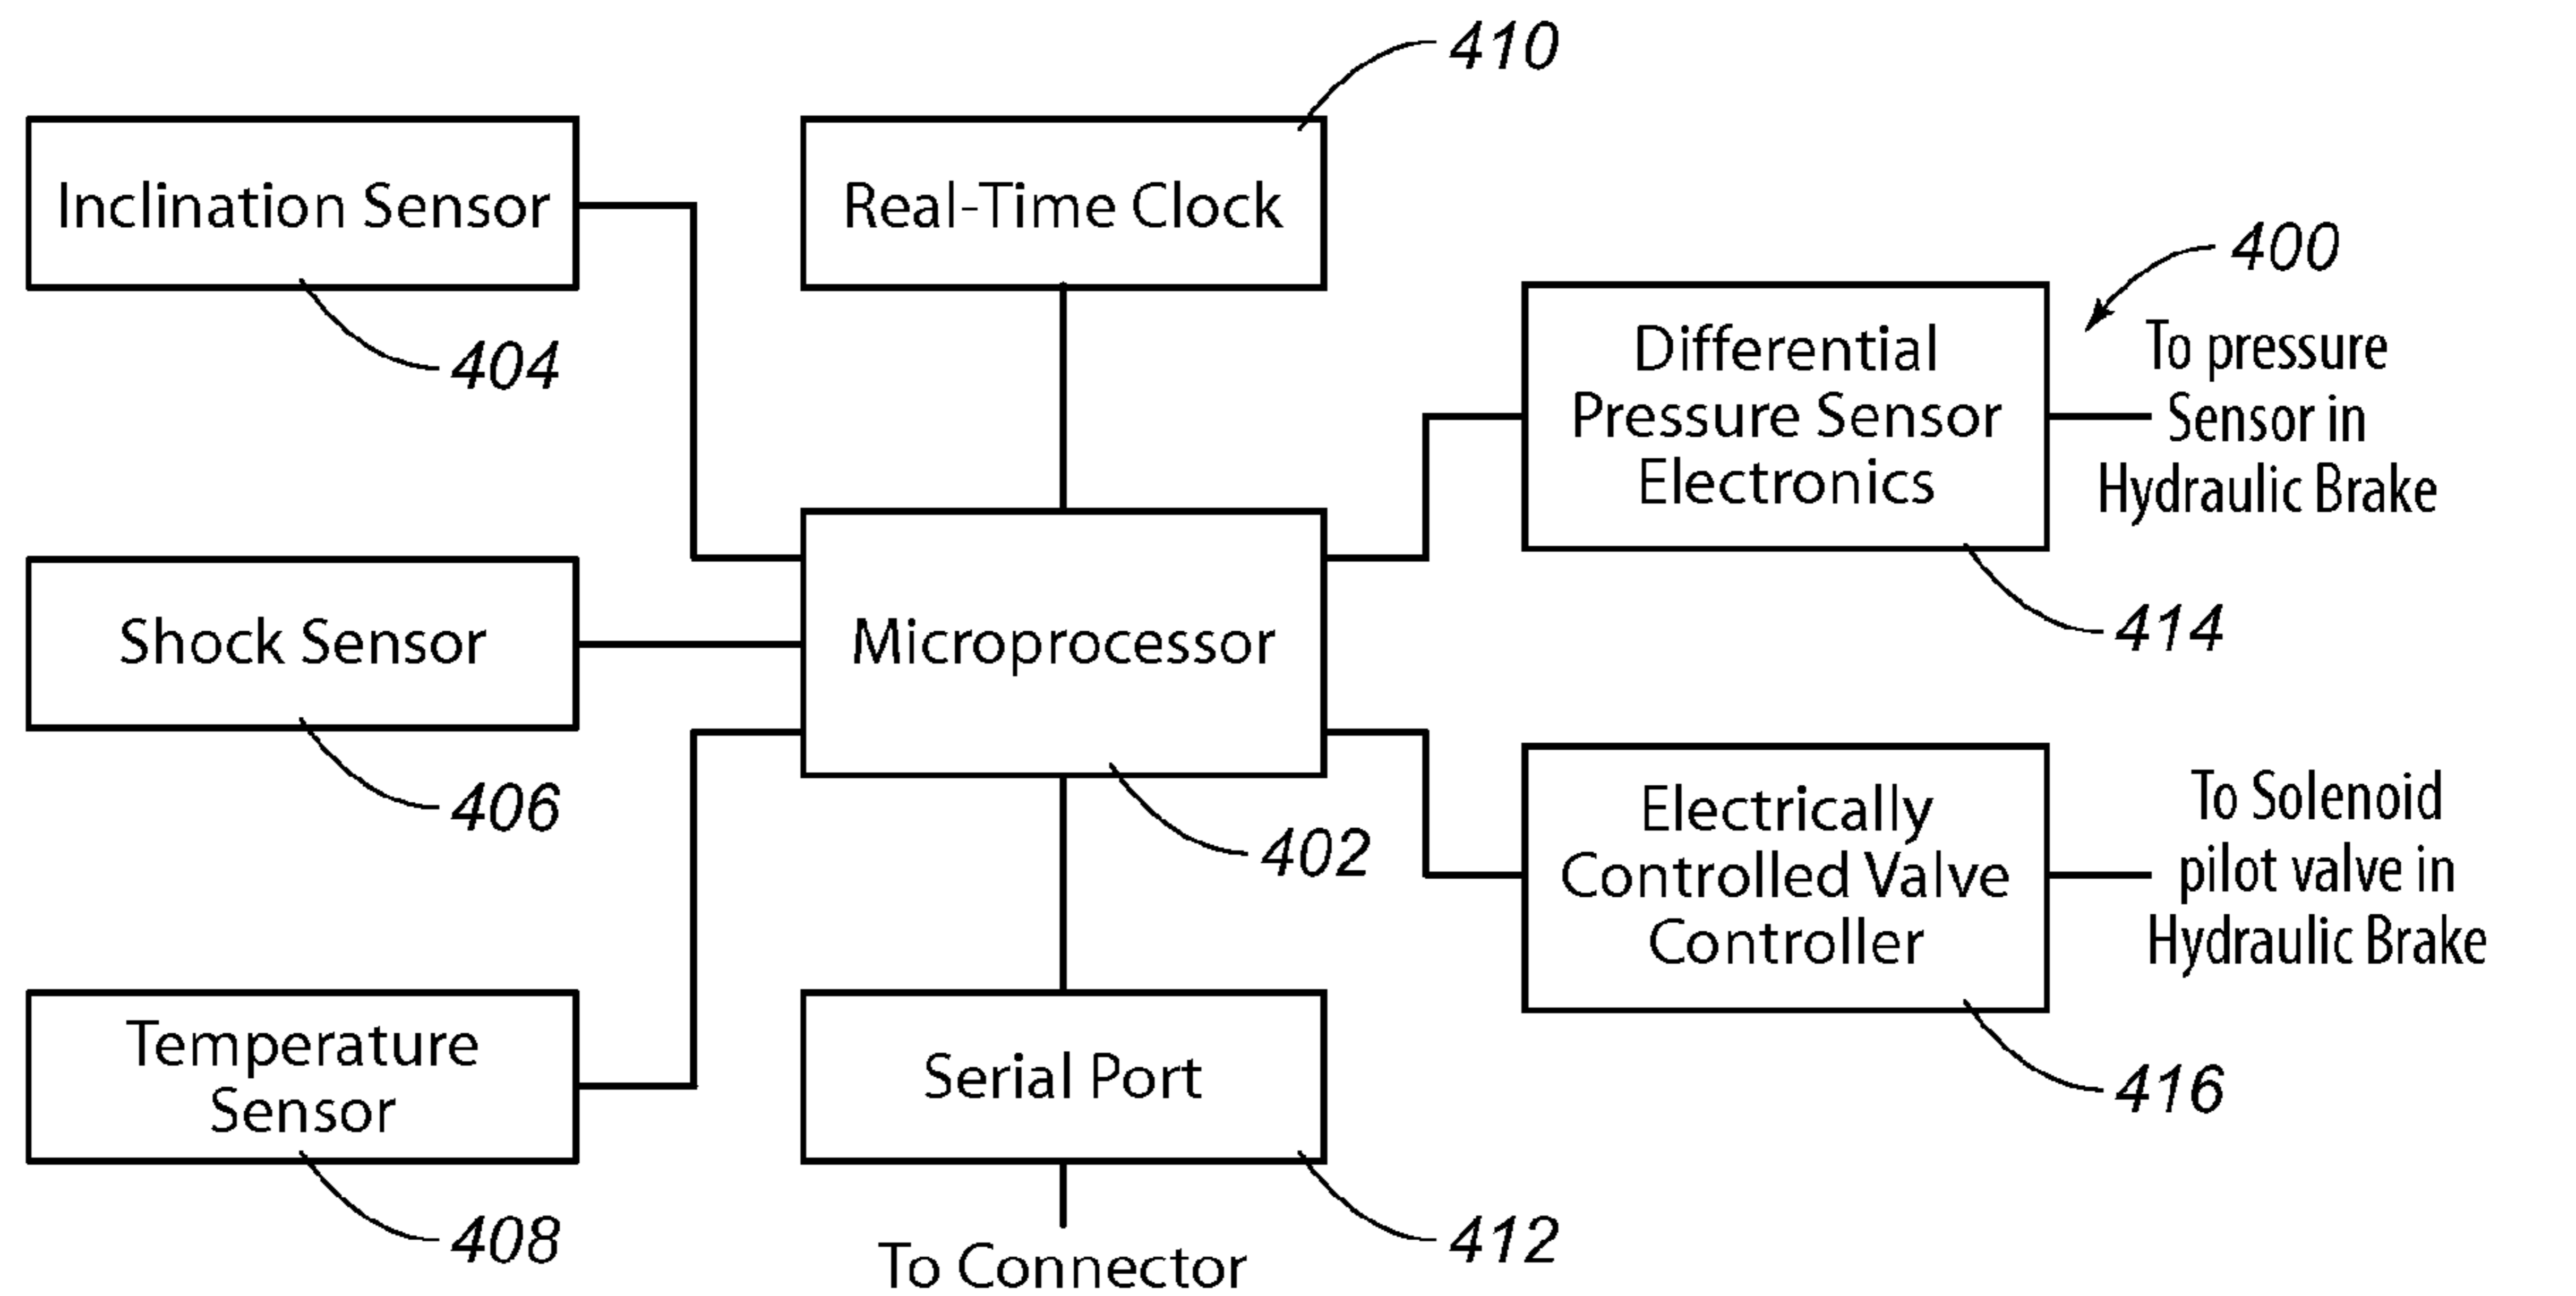 410
Inclination Sensor
404
Real-Time Clock
400
Differential
Pressure Sensor
Electronics
To pressure
Sensor in
Hydraulic Brake
414
Shock Sensor
406
Microprocessor
402
Electrically
Controlled Valve
Controller
To Solenoid
pilot valve in
Hydraulic Brake
416
Temperature
Sensor
408
Serial Port
412
To Connector